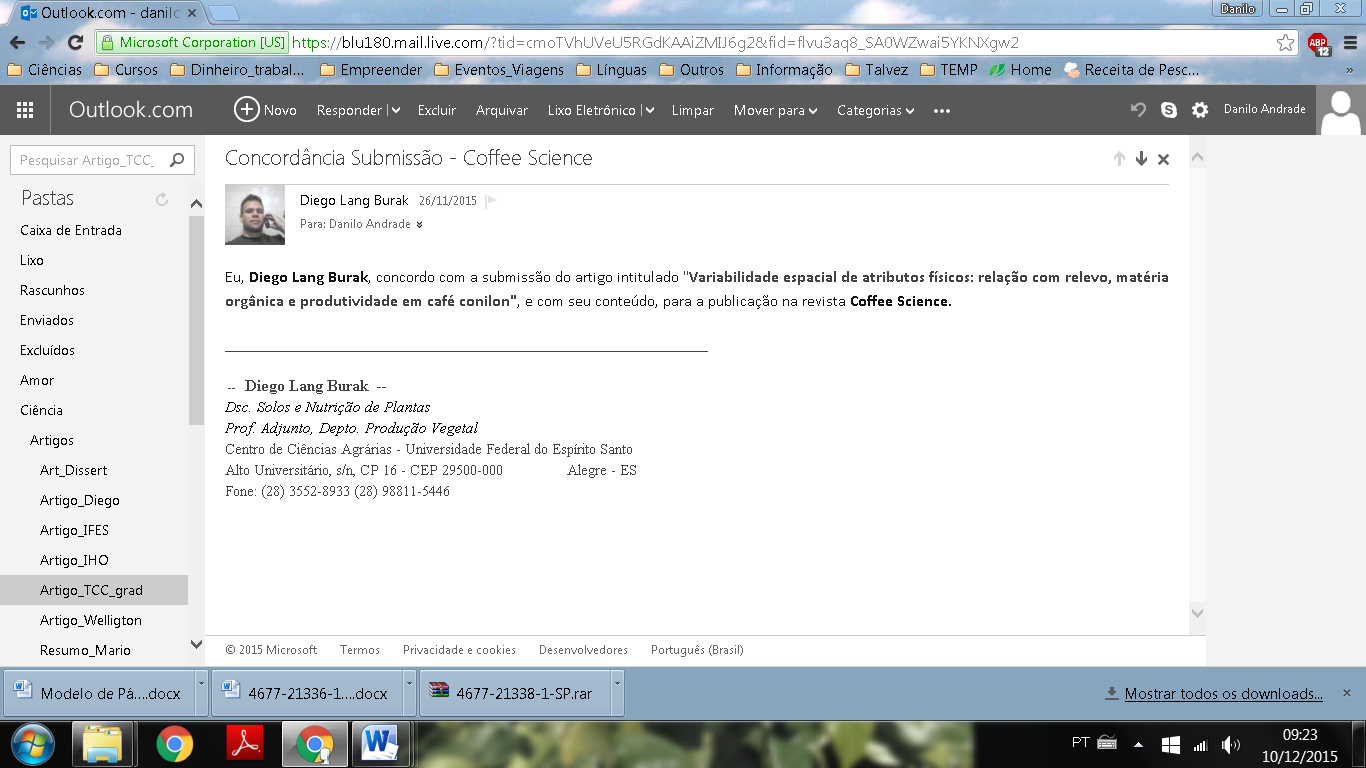 Outlook.com - danilc
Danilo
Microsoft Corporation [US] https://blu180.mail.live.com/?tid=cmoTVhUVaU5RGdKAAiZMIJ6g2&fid=flvu3aq8_SA0WZwai5YKNXgw2
ABP 12
Ciências Cursos Dinheiro_trabal... Empreender Eventos_Viagens Línguas Outros Informação Talvez TEMP Home Receita de Pesc... »
Outlook.com Novo Responder Excluir Arquivar Lixo Eletrônico Limpar Mover para Categorias ••• Danilo Andrade
Pesquisar Artigo_TCC_
Pastas
Caixa de Entrada
Lixo
Rascunhos
Enviados
Excluídos
Amor
Ciência
Artigos
Art_Dissert
Artigo_Diego
Artigo_IFES
Artigo_IHO
Artigo_TCC_grad
Artigo_Welligton
Resumo_Mario
Concordância Submissão - Coffee Science
Diego Lang Burak 26/11/2015
Para: Danilo Andrade
Eu, Diego Lang Burak, concordo com a submissão do artigo intitulado "Variabilidade espacial de atributos físicos: relação com relevo, matéria
orgânica e produtividade em café conilon", e com seu conteúdo, para a publicação na revista Coffee Science.
-- Diego Lang Burak --
Dsc. Solos e Nutrição de Plantas
Prof. Adjunto, Depto. Produção Vegetal
Centro de Ciências Agrárias - Universidade Federal do Espírito Santo
Alto Universitário, s/n, CP 16 - CEP 29500-000 Alegre - ES
Fone: (28) 3552-8933 (28) 98811-5446
© 2015 Microsoft Termos Privacidade e cookies Desenvolvedores Português (Brasil)
Modelo de Pá....docx 4677-21336-1....docx 4677-21338-1-SP.rar Mostrar todos os downloads...
PT 09:23
10/12/2015